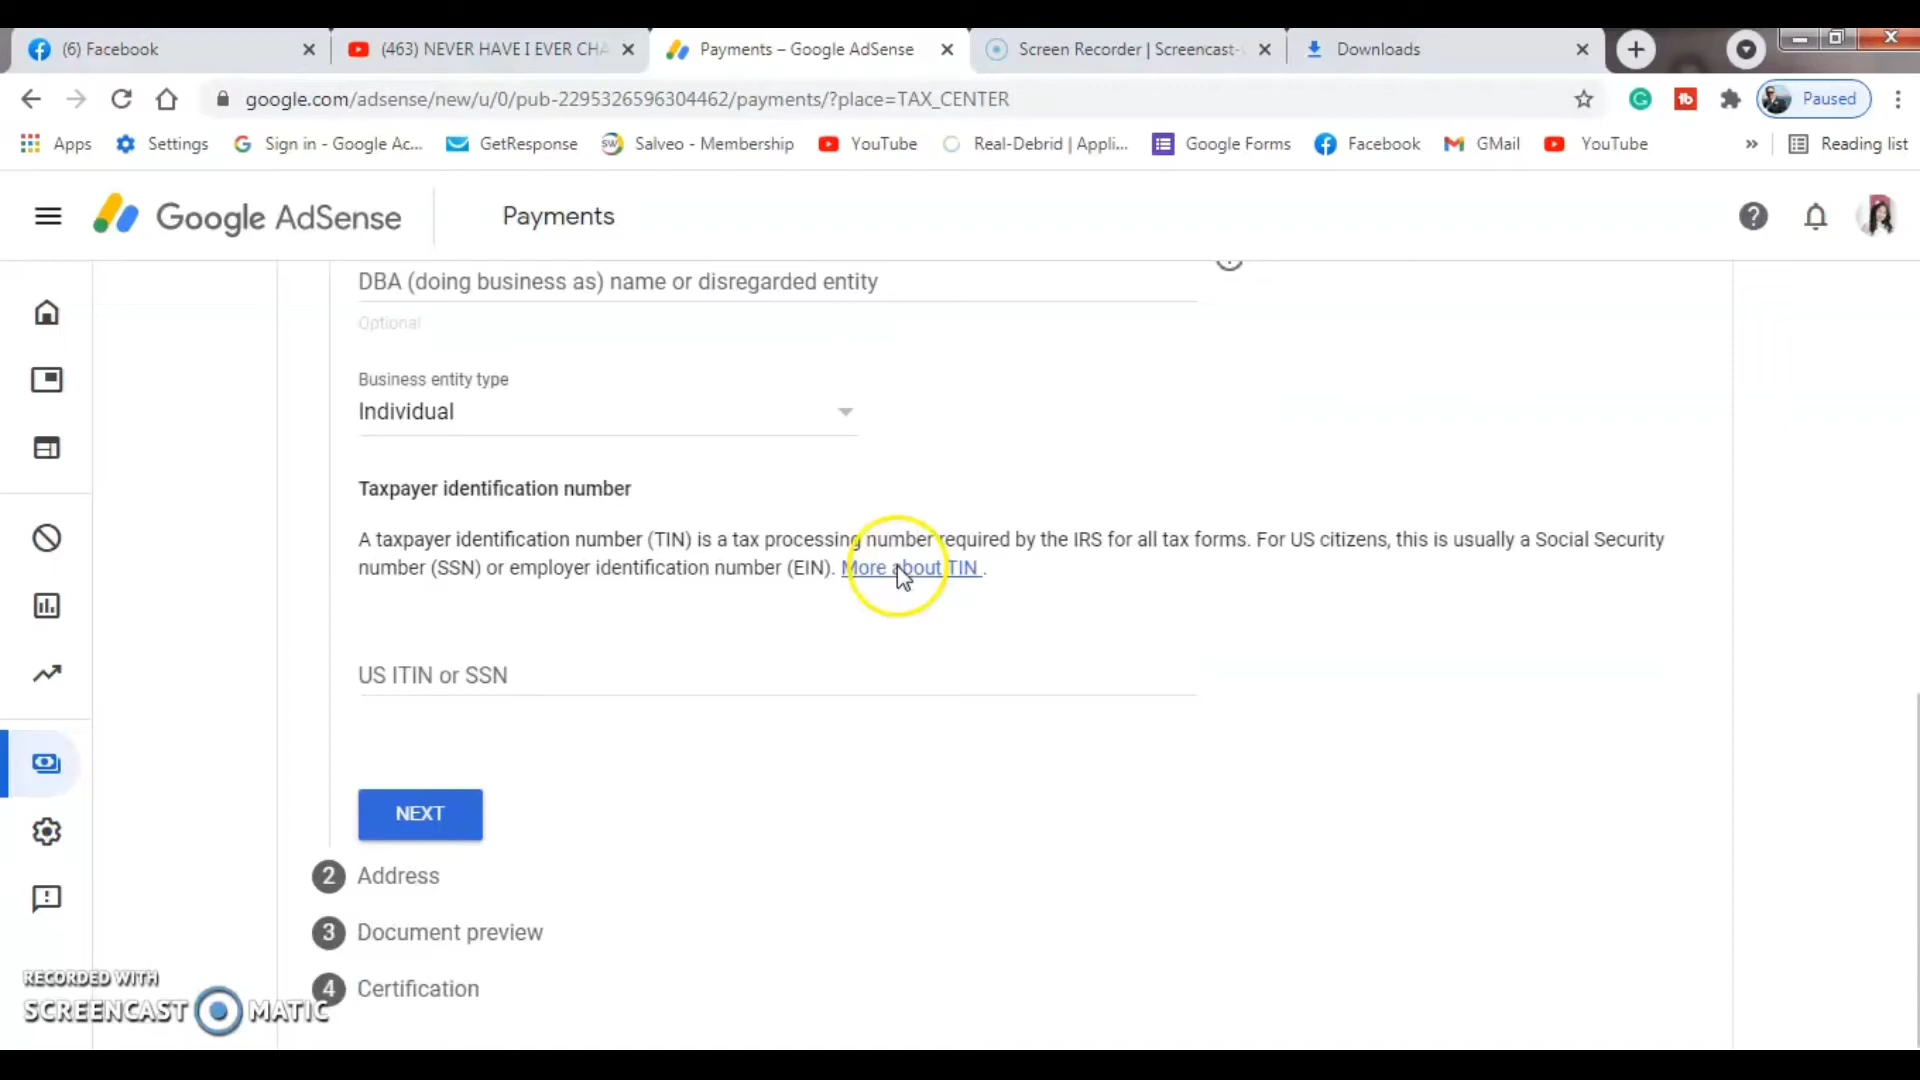 (6) Facebook
(463) NEVER HAVE I EVER CHA
Payments – Google AdSense
Screen Recorder | Screencast-
Downloads
google.com/adsense/new/u/0/pub-2295326596304462/payments/?place=TAX_CENTER
Paused
Apps
Settings
Sign in - Google Ac...
GetResponse
Salveo - Membership
YouTube
Real-Debrid | Appli...
Google Forms
Facebook
GMail
YouTube
»
Reading list
Google AdSense
Payments
DBA (doing business as) name or disregarded entity
Optional
Business entity type
Individual
Taxpayer identification number
A taxpayer identification number (TIN) is a tax processing number required by the IRS for all tax forms. For US citizens, this is usually a Social Security
number (SSN) or employer identification number (EIN). More about TIN .
US ITIN or SSN
NEXT
2 Address
3 Document preview
4 Certification
RECORDED WITH
SCREENCAST MATIC